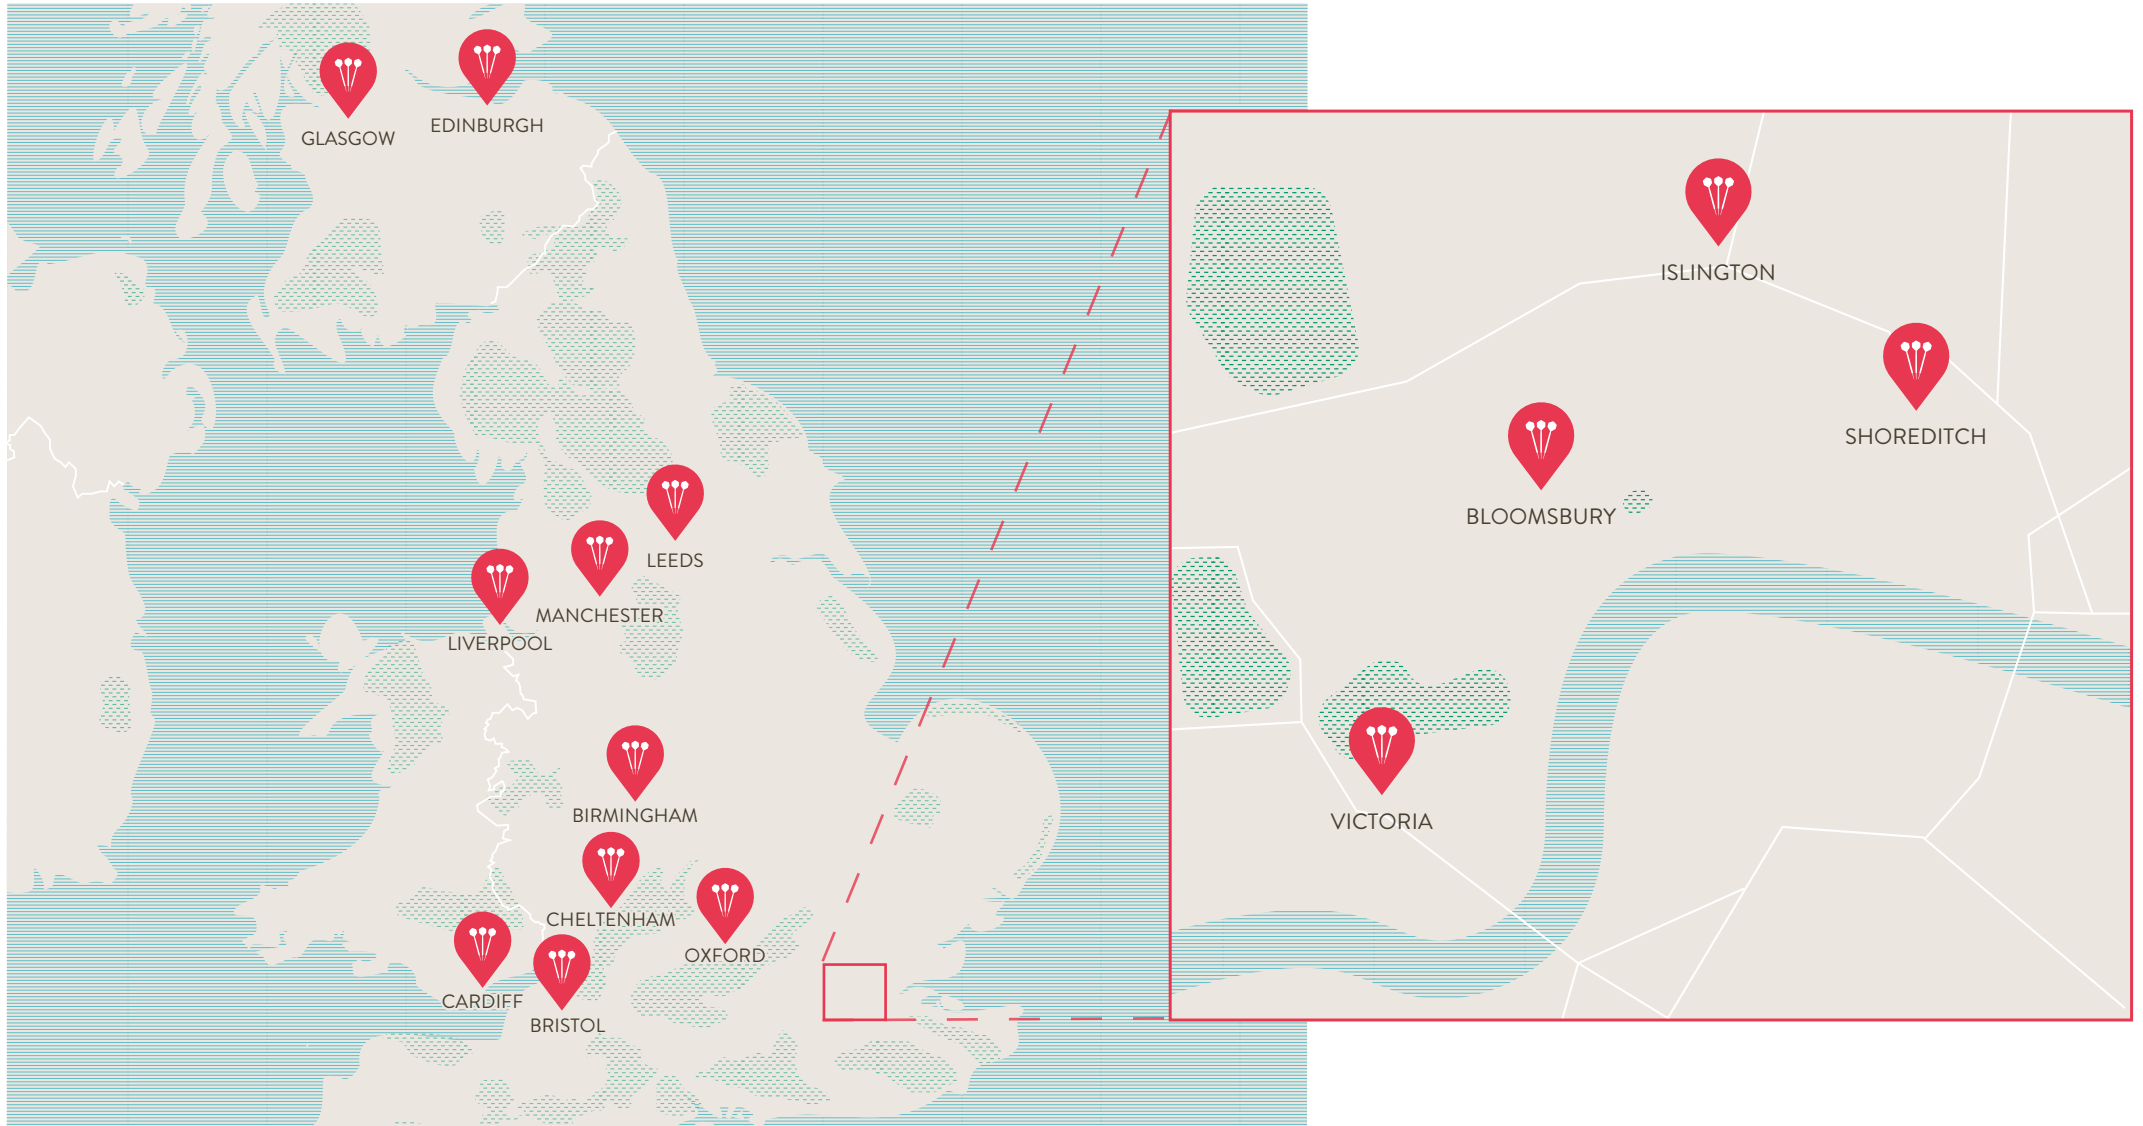 GLASGOW
EDINBURGH
LEEDS
MANCHESTER
LIVERPOOL
BIRMINGHAM
CHELTENHAM
OXFORD
CARDIFF
BRISTOL
ISLINGTON
SHOREDITCH
BLOOMSBURY
VICTORIA